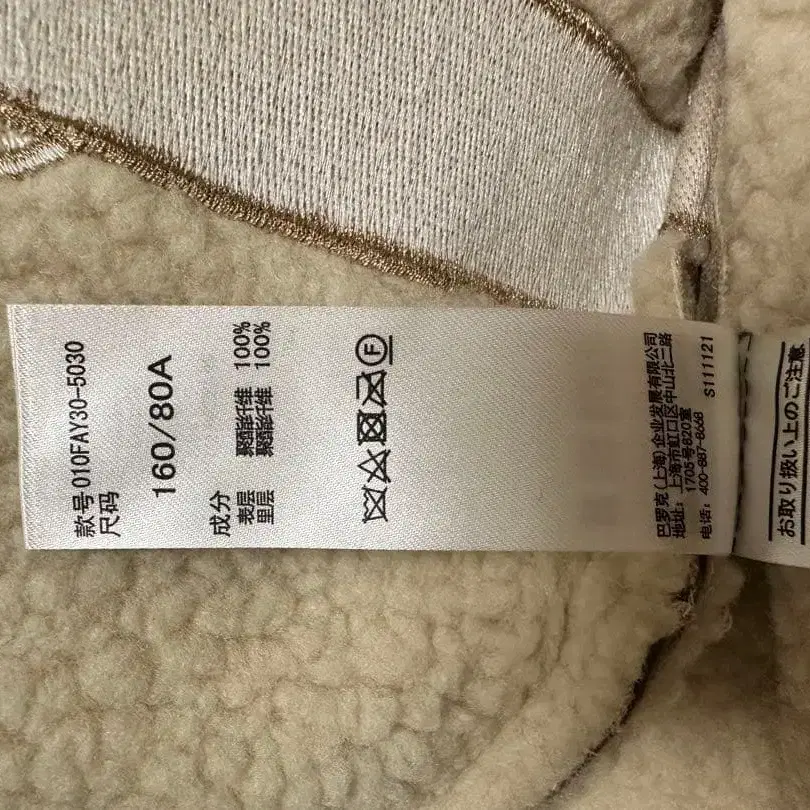 款号 010FAY30-5030
尺码
160/80A
成分
表层 聚酯纤维 100%
里层 聚酯纤维 100%
F
巴罗克(上海)企业发展有限公司
地址: 上海市虹口区中山北二路
1705号820室
电话: 400-887-8668 S111121
お取り扱い上のご注意